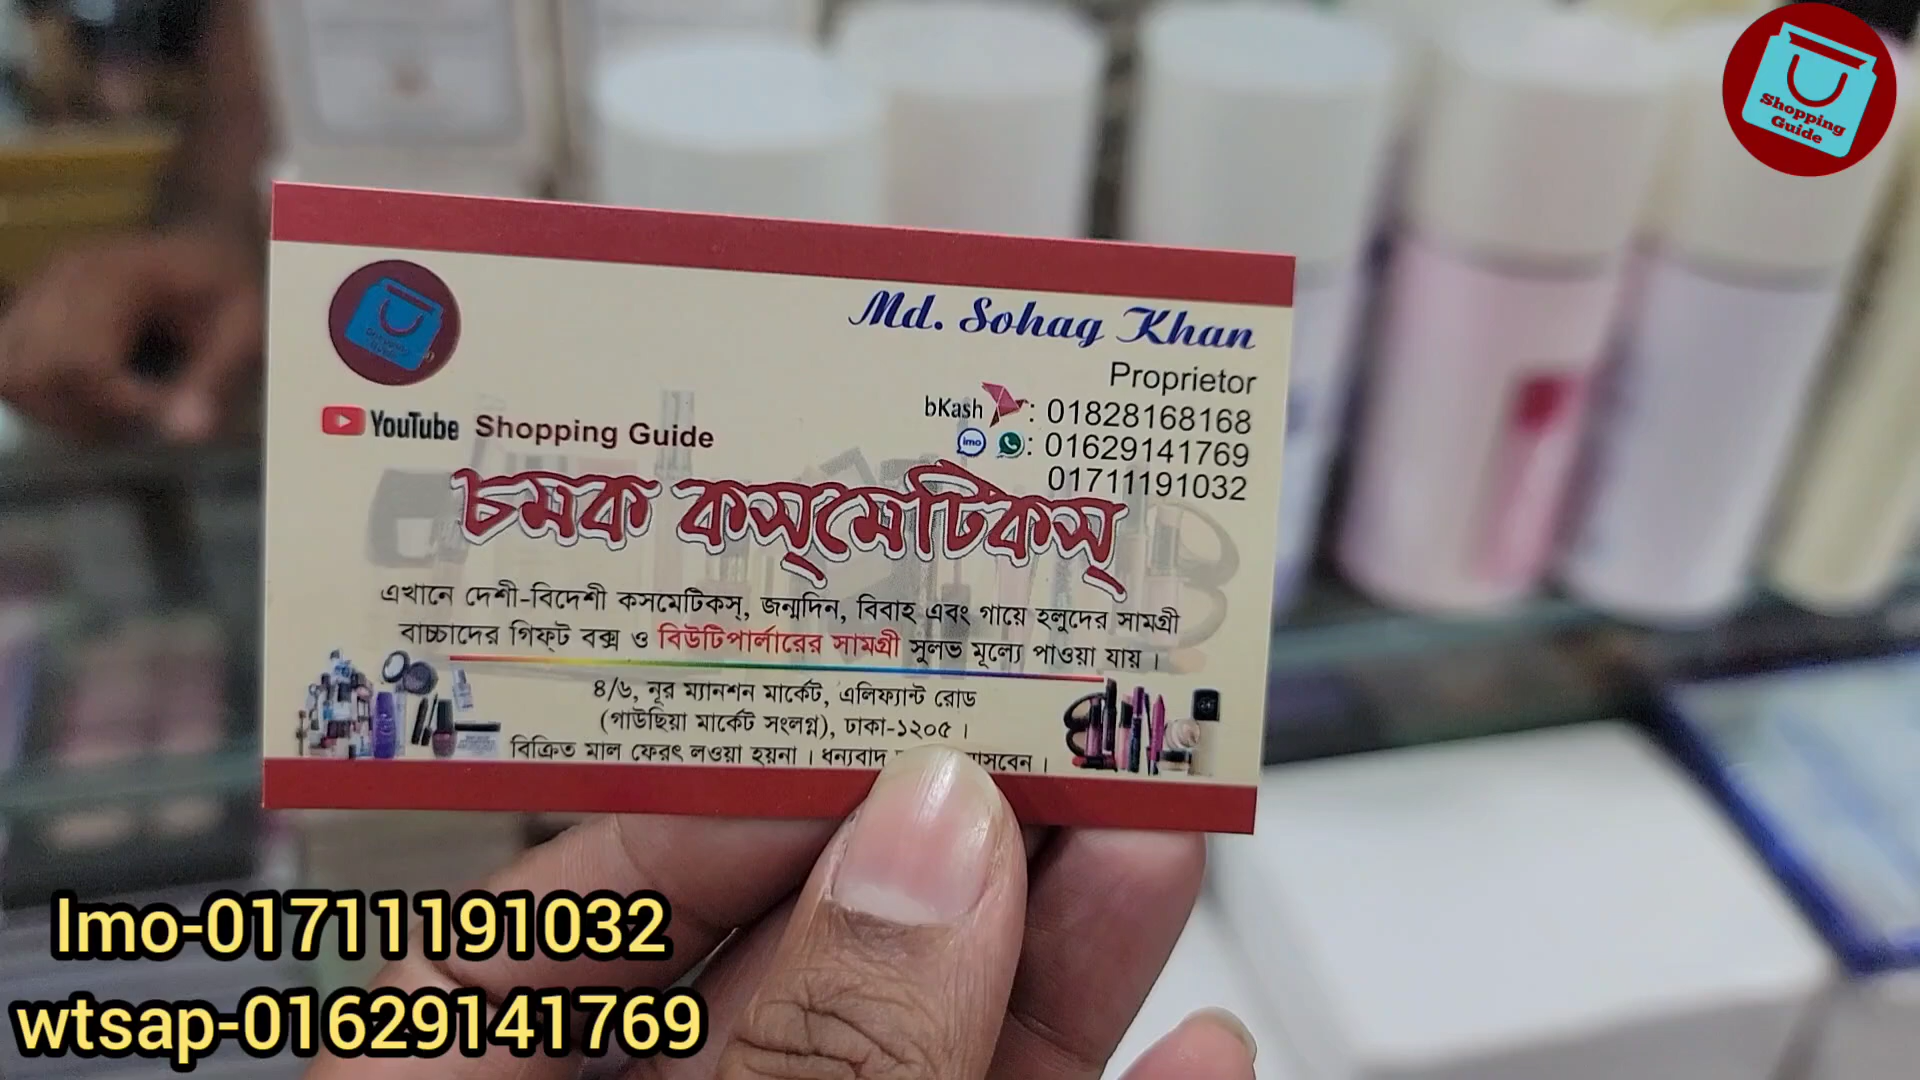 Shopping
Guide
Md. Sohag Khan
Proprietor
bKash : 01828168168
imo : 01629141769
01711191032
YouTube Shopping Guide
চমক কস্‌মেটিকস্
এখানে দেশী-বিদেশী কসমেটিকস্, জন্মদিন, বিবাহ এবং গায়ে হলুদের সামগ্রী
বাচ্চাদের গিফ্‌ট বক্স ও বিউটিপার্লারের সামগ্রী সুলভ মূল্যে পাওয়া যায় ।
৪/৬, নূর ম্যানশন মার্কেট, এলিফ্যান্ট রোড
(গাউছিয়া মার্কেট সংলগ্ন), ঢাকা-১২০৫ ।
বিক্রিত মাল ফেরৎ লওয়া হয়না । ধন্যবাদ
Imo-01711191032
wtsap-01629141769